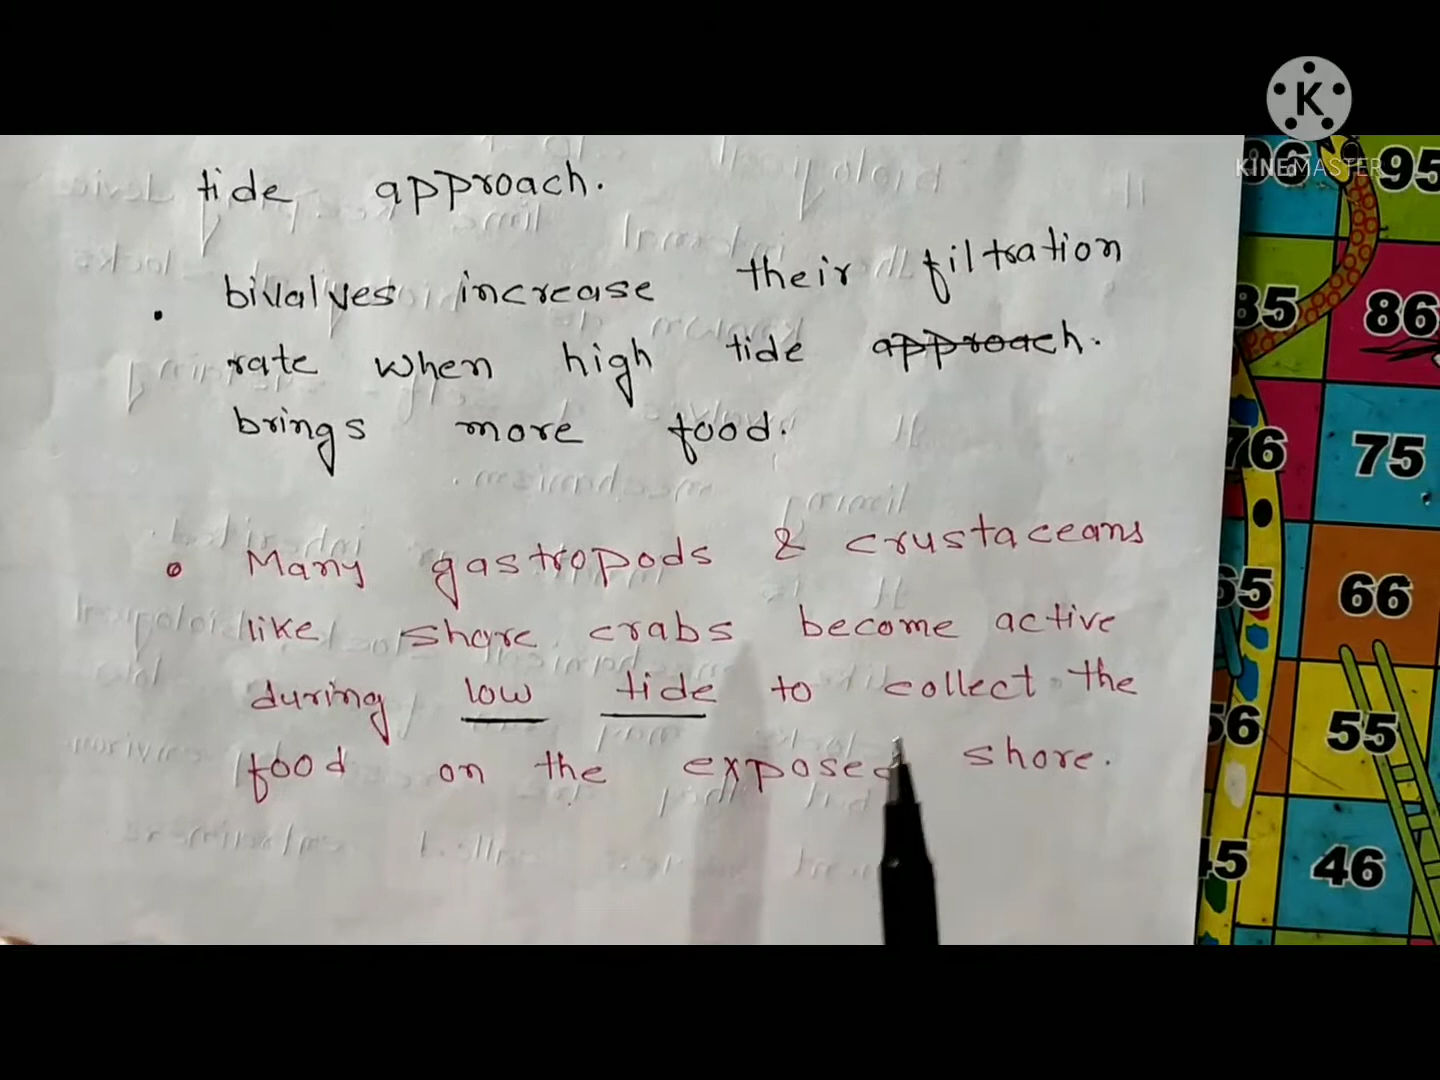 K
KINEMASTER
tide approach.
• bivalves increase their filtration
rate when high tide approach.
brings more food.
• Many gastropods & crustaceans
like shore crabs become active
during low tide to collect the
food on the exposed shore.
96 95
85 86
76 75
65 66
56 55
45 46